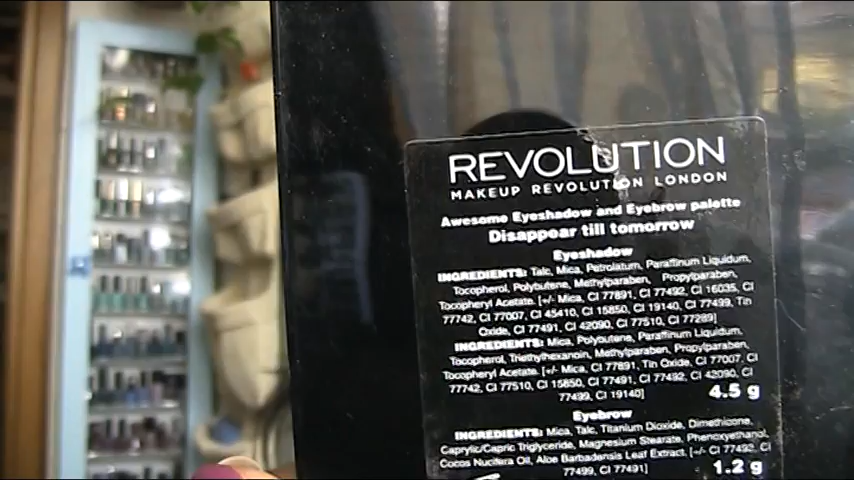 REVOLUTION
MAKEUP REVOLUTION LONDON
Awesome Eyeshadow and Eyebrow palette
Disappear till tomorrow
Eyeshadow
INGREDIENTS: Talc, Mica, Petrolatum, Paraffinum Liquidum,
Tocopherol, Polybutene, Methylparaben, Propylparaben,
Tocopheryl Acetate. [+/- Mica, CI 77891, CI 77492, CI 16035, CI
77742, CI 77007, CI 45410, CI 15850, CI 19140, CI 77499, Tin
Oxide, CI 77491, CI 42090, CI 77510, CI 77289]
INGREDIENTS: Mica, Polybutene, Paraffinum Liquidum,
Tocopherol, Triethylhexanoin, Methylparaben, Propylparaben,
Tocopheryl Acetate. [+/- Mica, CI 77891, Tin Oxide, CI 77007, CI
77742, CI 77510, CI 15850, CI 77491, CI 77492, CI 42090, CI
77499, CI 19140]
4.5 g
Eyebrow
INGREDIENTS: Mica, Talc, Titanium Dioxide, Dimethicone,
Caprylic/Capric Triglyceride, Magnesium Stearate, Phenoxyethanol,
Cocos Nucifera Oil, Aloe Barbadensis Leaf Extract. [+/- CI 77492, CI
77499, CI 77491]
1.2 g